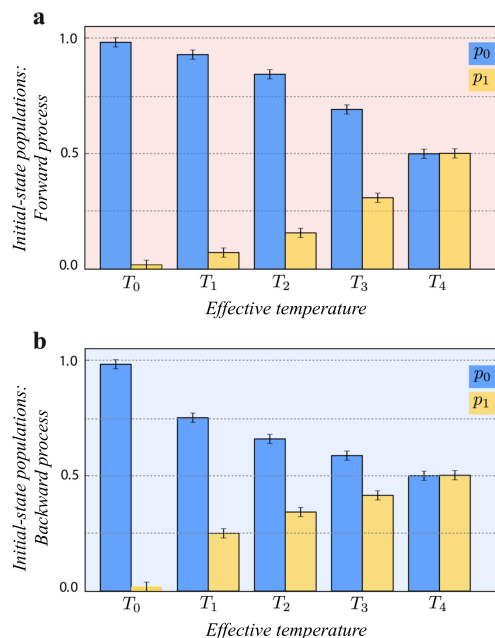 a
Initial-state populations:
Forward process
1.0
0.5
0.0
p₀
p₁
T₀ T₁ T₂ T₃ T₄
Effective temperature
b
Initial-state populations:
Backward process
1.0
0.5
0.0
p₀
p₁
T₀ T₁ T₂ T₃ T₄
Effective temperature